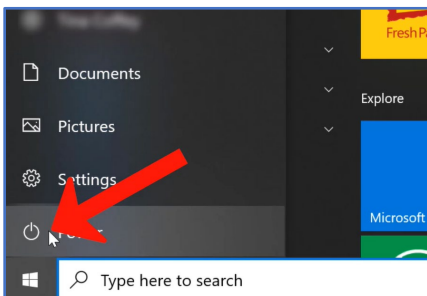 Fresh Pa
Documents
Explore
Pictures
Settings
Microsoft
Type here to search